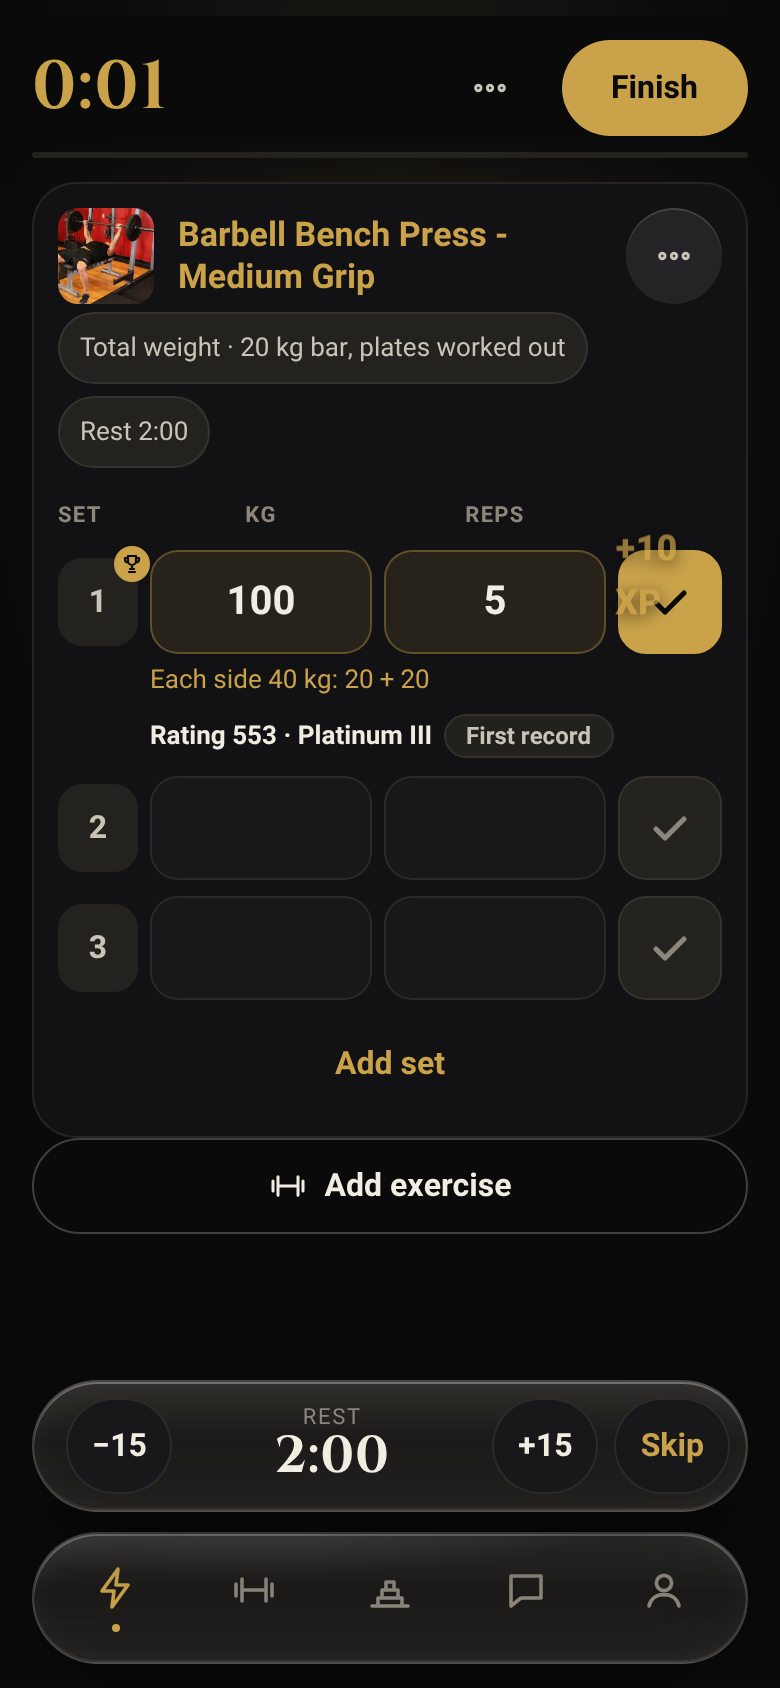 0:01
Finish
Barbell Bench Press -
Medium Grip
Total weight · 20 kg bar, plates worked out
Rest 2:00
SET KG REPS
+10
XP
1 100 5
Each side 40 kg: 20 + 20
Rating 553 · Platinum III First record
2
3
Add set
Add exercise
REST
−15 2:00 +15 Skip